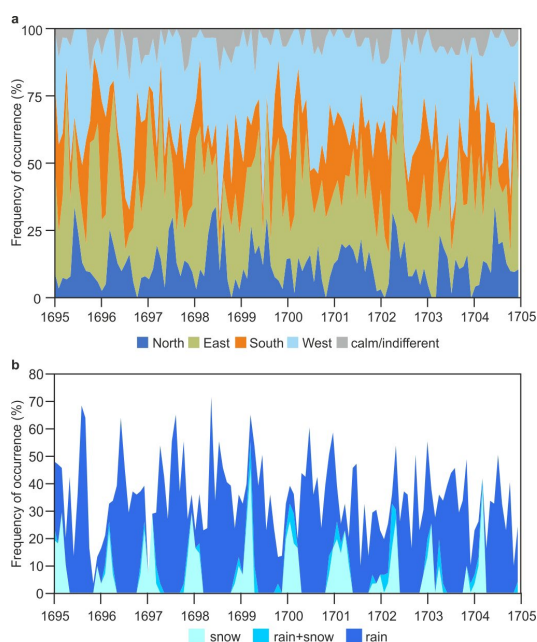 a
100
75
50
25
0
Frequency of occurrence (%)
1695 1696 1697 1698 1699 1700 1701 1702 1703 1704 1705
North East South West calm/indifferent
b
80
70
60
50
40
30
20
10
0
Frequency of occurrence (%)
1695 1696 1697 1698 1699 1700 1701 1702 1703 1704 1705
snow rain+snow rain